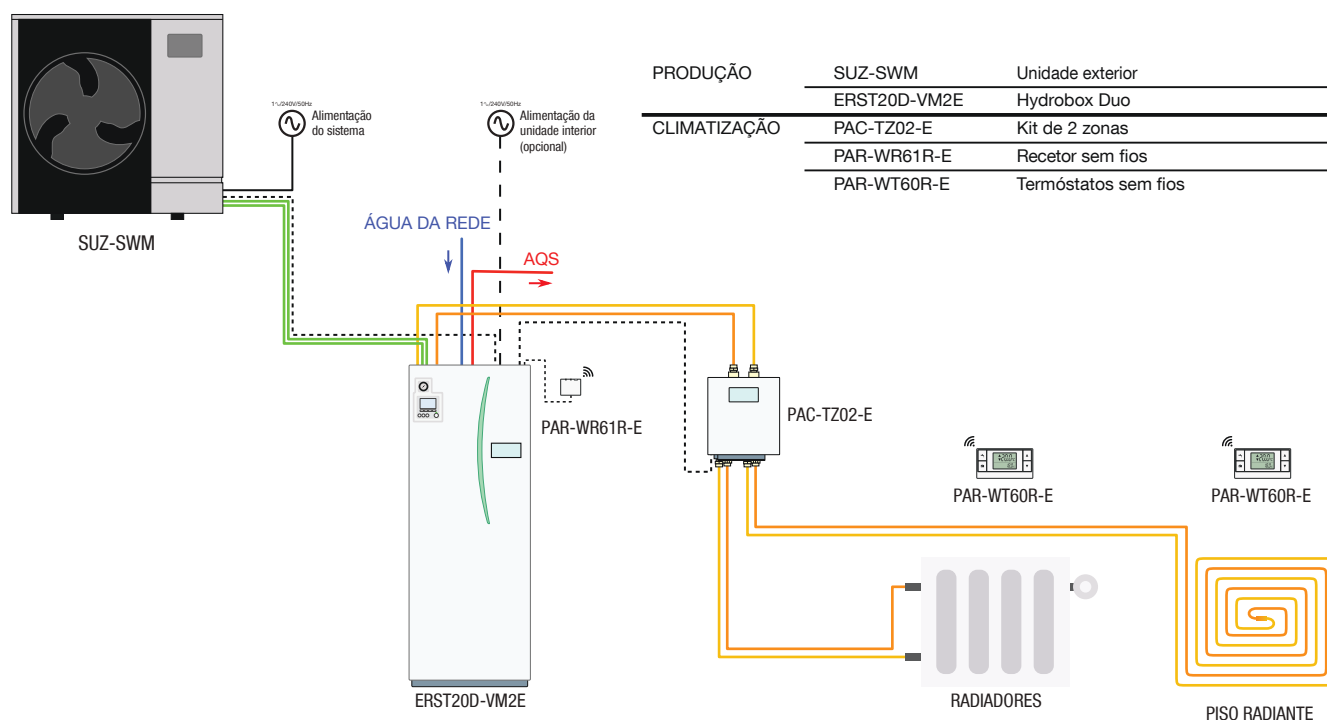 PRODUÇÃO SUZ-SWM Unidade exterior
ERST20D-VM2E Hydrobox Duo
CLIMATIZAÇÃO PAC-TZ02-E Kit de 2 zonas
PAR-WR61R-E Recetor sem fios
PAR-WT60R-E Termóstatos sem fios
1~/240V/50Hz
Alimentação
do sistema
1~/240V/50Hz
Alimentação da
unidade interior
(opcional)
SUZ-SWM
ÁGUA DA REDE
AQS
PAR-WR61R-E
PAC-TZ02-E
PAR-WT60R-E
PAR-WT60R-E
ERST20D-VM2E
RADIADORES
PISO RADIANTE